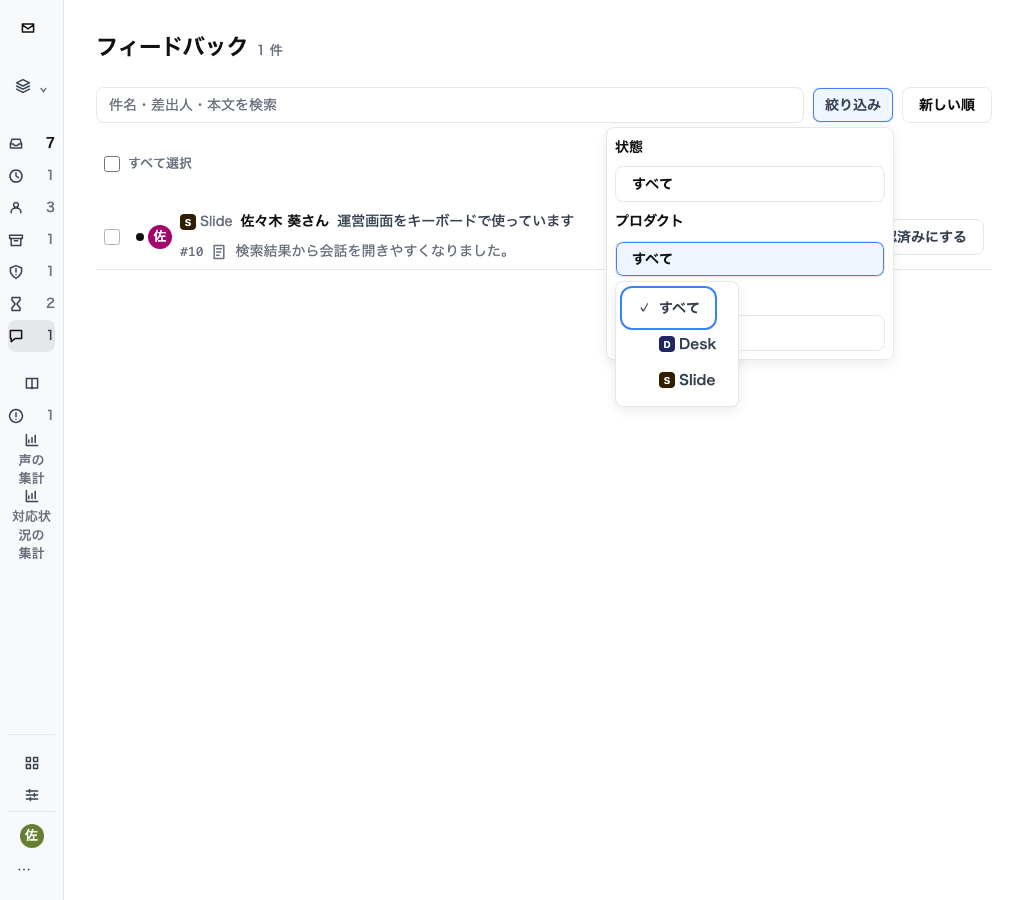 フィードバック 1 件
件名・差出人・本文を検索
絞り込み
新しい順
7
1
3
1
1
2
1
1
声の
集計
対応状
況の
集計
佐
…
すべて選択
佐
S Slide 佐々木 葵さん 運営画面をキーボードで使っています
#10 検索結果から会話を開きやすくなりました。
済みにする
状態
すべて
プロダクト
すべて
✓ すべて
D Desk
S Slide